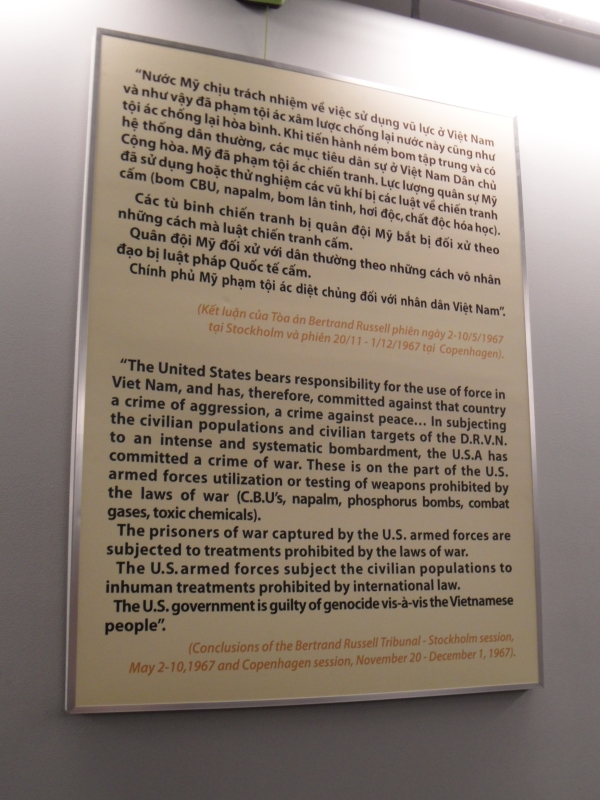 "Nước Mỹ chịu trách nhiệm về việc sử dụng vũ lực ở Việt Nam
và như vậy đã phạm tội ác xâm lược chống lại nước này cũng như
tội ác chống lại hòa bình. Khi tiến hành ném bom tập trung và có
hệ thống dân thường, các mục tiêu dân sự ở Việt Nam Dân chủ
Cộng hòa. Mỹ đã phạm tội ác chiến tranh. Lực lượng quân sự Mỹ
đã sử dụng hoặc thử nghiệm các vũ khí bị các luật về chiến tranh
cấm (bom CBU, napalm, bom lân tinh, hơi độc, chất độc hóa học).
Các tù binh chiến tranh bị quân đội Mỹ bắt bị đối xử theo
những cách mà luật chiến tranh cấm.
Quân đội Mỹ đối xử với dân thường theo những cách vô nhân
đạo bị luật pháp Quốc tế cấm.
Chính phủ Mỹ phạm tội ác diệt chủng đối với nhân dân Việt Nam".
(Kết luận của Tòa án Bertrand Russell phiên ngày 2-10/5/1967
tại Stockholm và phiên 20/11 - 1/12/1967 tại Copenhagen).
"The United States bears responsibility for the use of force in
Viet Nam, and has, therefore, committed against that country
a crime of aggression, a crime against peace... In subjecting
the civilian populations and civilian targets of the D.R.V.N.
to an intense and systematic bombardment, the U.S.A has
committed a crime of war. These is on the part of the U.S.
armed forces utilization or testing of weapons prohibited by
the laws of war (C.B.U's, napalm, phosphorus bombs, combat
gases, toxic chemicals).
The prisoners of war captured by the U.S. armed forces are
subjected to treatments prohibited by the laws of war.
The U.S. armed forces subject the civilian populations to
inhuman treatments prohibited by international law.
The U.S. government is guilty of genocide vis-à-vis the Vietnamese
people".
(Conclusions of the Bertrand Russell Tribunal - Stockholm session,
May 2-10,1967 and Copenhagen session, November 20 - December 1, 1967).